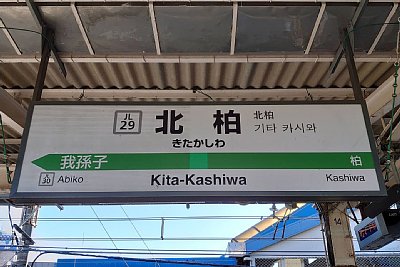 JL
29
北 柏
きたかしわ
北柏
기타 카시와
我孫子
柏
JL
30
Abiko
Kita-Kashiwa
Kashiwa